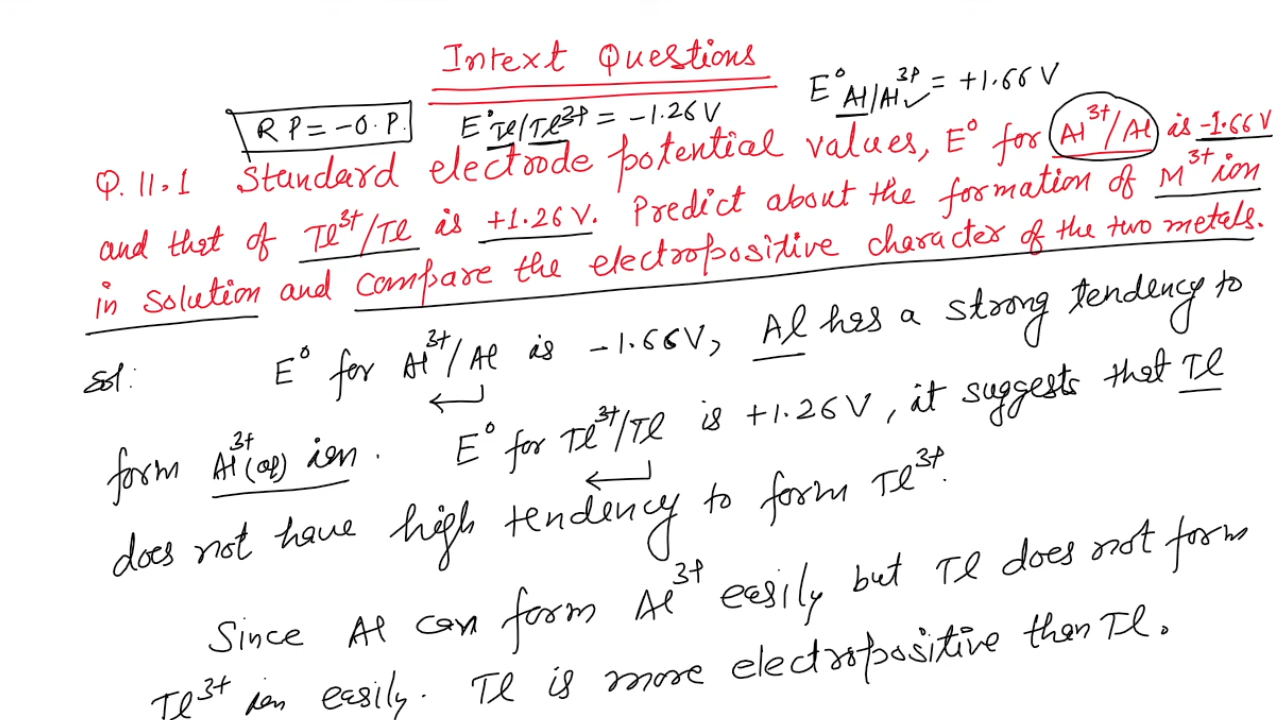 Intext Questions
E° Al/Al3+ = +1.66 V
R P = -O.P.
E° Tl/Tl3+ = -1.26 V
Q. 11.1 Standard electrode potential values, E° for Al3+/Al is -1.66 V
and that of Tl3+/Tl is +1.26 V. Predict about the formation of M3+ ion
in solution and compare the electropositive character of the two metals.
Sol: E° for Al3+/Al is -1.66V, Al has a strong tendency to
form Al3+(aq) ion. E° for Tl3+/Tl is +1.26V, it suggests that Tl
does not have high tendency to form Tl3+.
Since Al can form Al3+ easily but Tl does not form
Tl3+ ion easily. Tl is more electropositive then Tl.